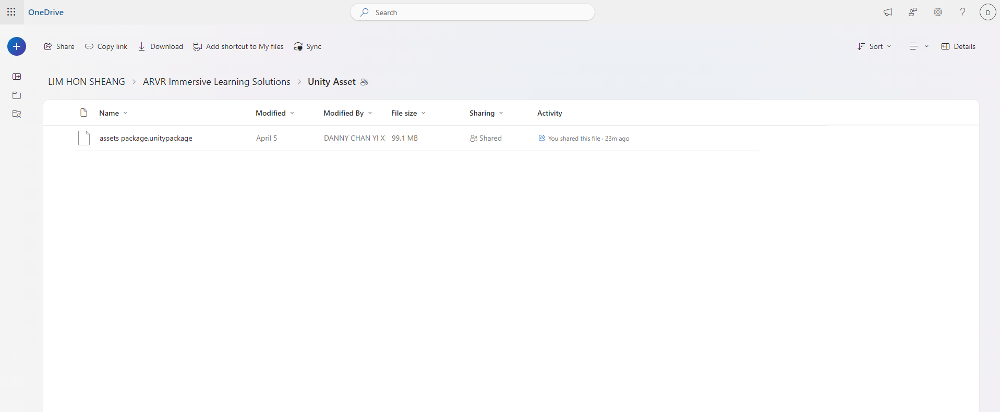 OneDrive
Search
D
Share Copy link Download Add shortcut to My files Sync
Sort Details
LIM HON SHEANG > ARVR Immersive Learning Solutions > Unity Asset
Name Modified Modified By File size Sharing Activity
assets package.unitypackage April 5 DANNY CHAN YI 99.1 MB Shared You shared this file · 23m ago